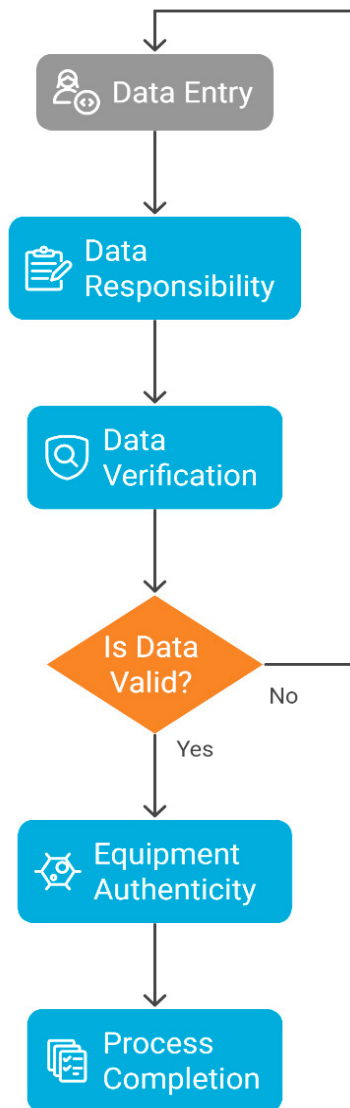 Data Entry
Data
Responsibility
Data
Verification
Is Data
Valid?
No
Yes
Equipment
Authenticity
Process
Completion